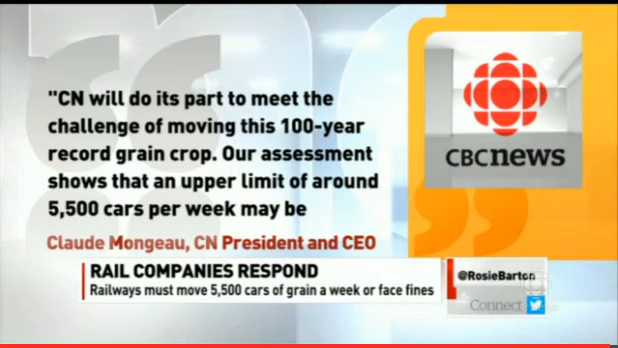 "CN will do its part to meet the
challenge of moving this 100-year
record grain crop. Our assessment
shows that an upper limit of around
5,500 cars per week may be
Claude Mongeau, CN President and CEO
CBCnews
RAIL COMPANIES RESPOND
Railways must move 5,500 cars of grain a week or face fines
@RosieBarton
Connect